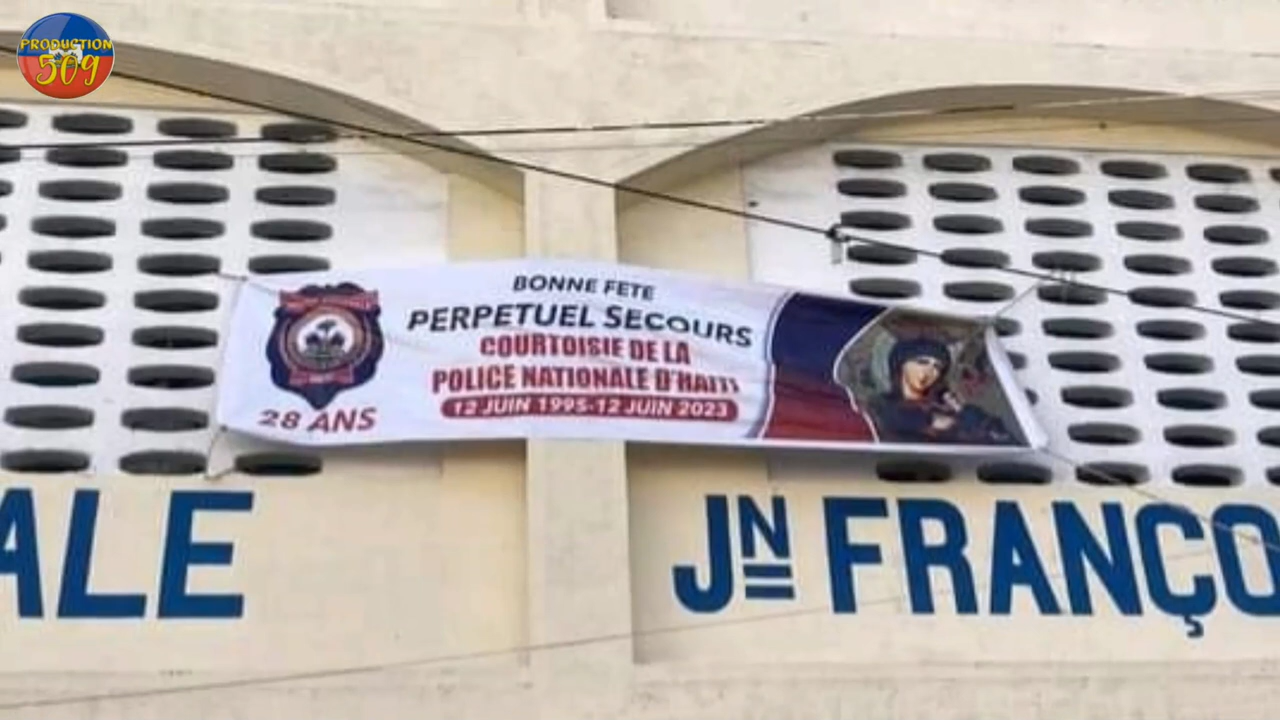 PRODUCTION
509
BONNE FETE
PERPETUEL SECOURS
COURTOISIE DE LA
POLICE NATIONALE D'HAITI
12 JUIN 1995-12 JUIN 2023
28 ANS
ALE
JN FRANÇO